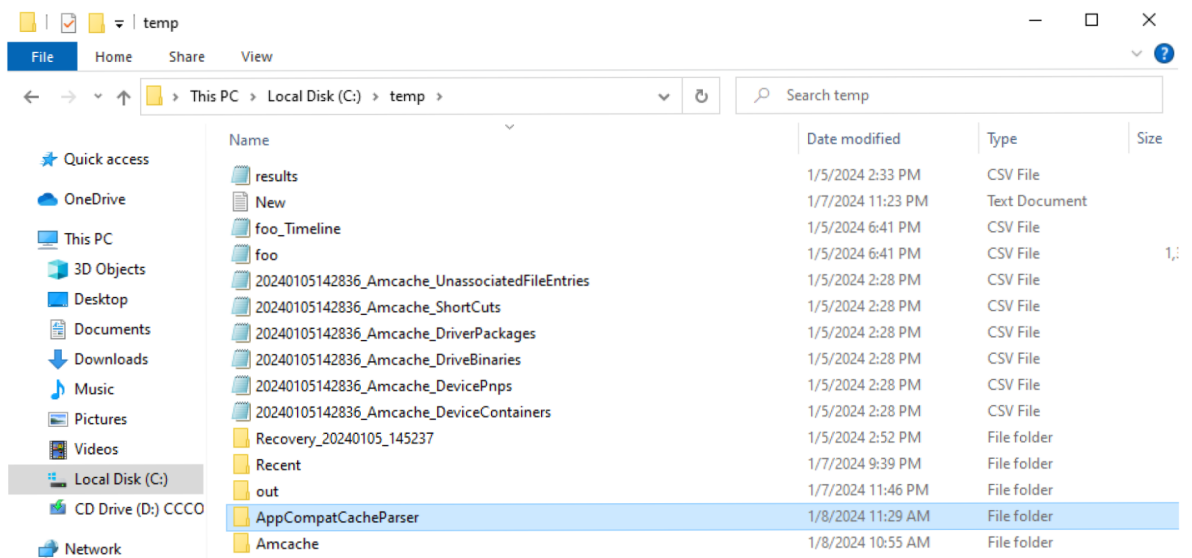 temp
File Home Share View
This PC > Local Disk (C:) > temp >
Search temp
Name Date modified Type Size
Quick access
OneDrive
This PC
3D Objects
Desktop
Documents
Downloads
Music
Pictures
Videos
Local Disk (C:)
CD Drive (D:) CCCO
Network
results 1/5/2024 2:33 PM CSV File
New 1/7/2024 11:23 PM Text Document
foo_Timeline 1/5/2024 6:41 PM CSV File
foo 1/5/2024 6:41 PM CSV File 1,
20240105142836_Amcache_UnassociatedFileEntries 1/5/2024 2:28 PM CSV File
20240105142836_Amcache_ShortCuts 1/5/2024 2:28 PM CSV File
20240105142836_Amcache_DriverPackages 1/5/2024 2:28 PM CSV File
20240105142836_Amcache_DriveBinaries 1/5/2024 2:28 PM CSV File
20240105142836_Amcache_DevicePnps 1/5/2024 2:28 PM CSV File
20240105142836_Amcache_DeviceContainers 1/5/2024 2:28 PM CSV File
Recovery_20240105_145237 1/5/2024 2:52 PM File folder
Recent 1/7/2024 9:39 PM File folder
out 1/7/2024 11:46 PM File folder
AppCompatCacheParser 1/8/2024 11:29 AM File folder
Amcache 1/8/2024 10:55 AM File folder